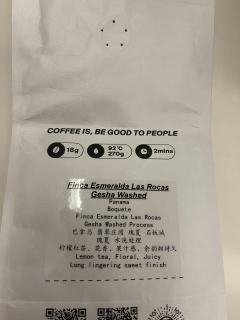 COFFEE IS, BE GOOD TO PEOPLE
18g
92℃
270g
2mins
Finca Esmeralda Las Rocas
Gesha Washed
Panama
Boquete
Finca Esmeralda Las Rocas
Gesha Washed Process
巴拿马 翡翠庄园 瑰夏 石栎滅
瑰夏 水洗处理
柠檬红茶、花香、果汁感、余韵甜持久
Lemon tea, Floral, Juicy
Lung lingering sweet finish